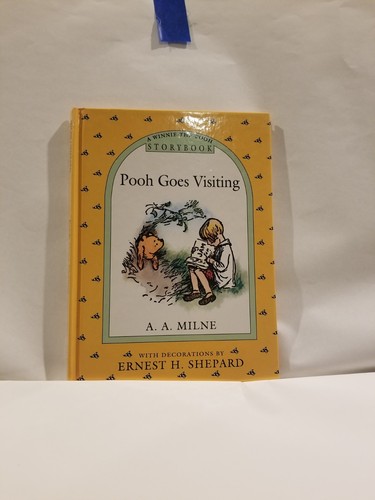 A WINNIE-THE-POOH
STORYBOOK
Pooh Goes Visiting
A. A. MILNE
WITH DECORATIONS BY
ERNEST H. SHEPARD